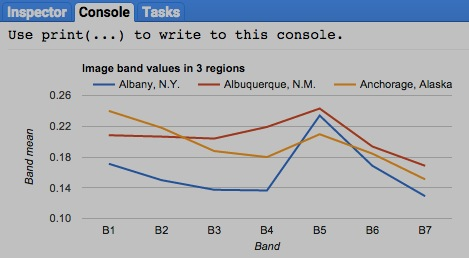 Inspector Console Tasks
Use print(...) to write to this console.
Image band values in 3 regions
Albany, N.Y. Albuquerque, N.M. Anchorage, Alaska
0.26
0.22
0.18
0.14
0.10
Band mean
B1 B2 B3 B4 B5 B6 B7
Band